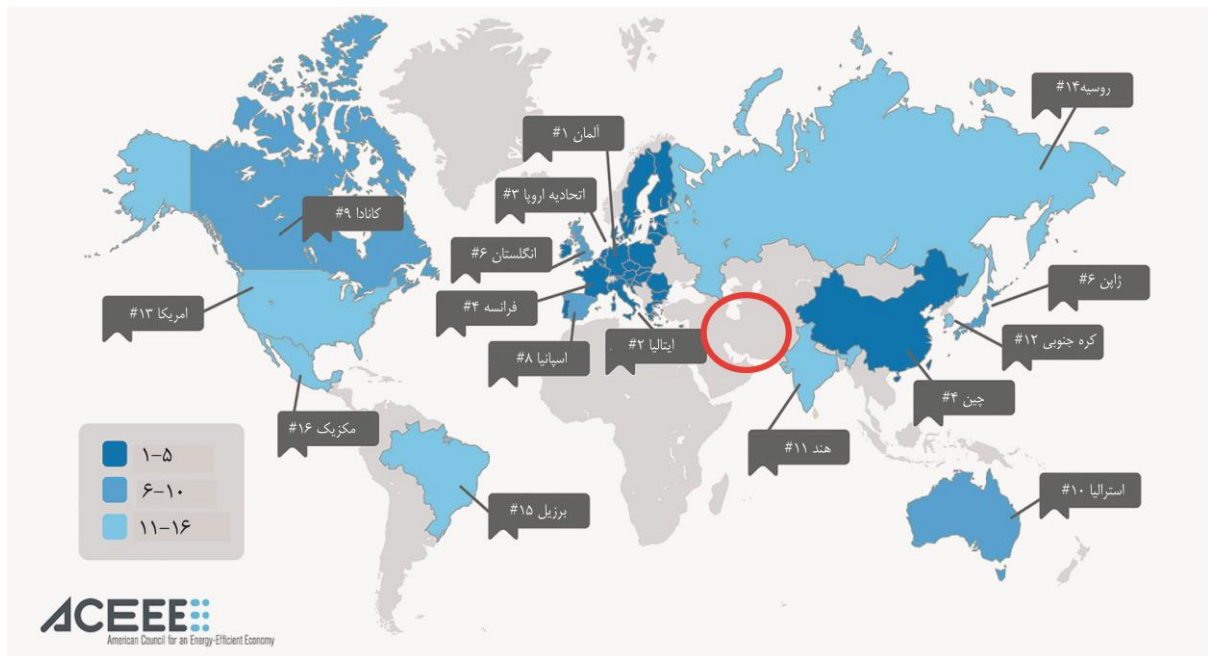 روسیه۱۴#
آلمان ۱#
اتحادیه اروپا ۳#
کانادا ۹#
انگلستان ۶#
ژاپن ۶#
فرانسه ۴#
امریکا ۱۳#
کره جنوبی ۱۲#
ایتالیا ۲#
اسپانیا ۸#
چین ۴#
مکزیک ۱۶#
هند ۱۱#
۱–۵
۶–۱۰
۱۱–۱۶
استرالیا ۱۰#
برزیل ۱۵#
ACEEE
American Council for an Energy-Efficient Economy